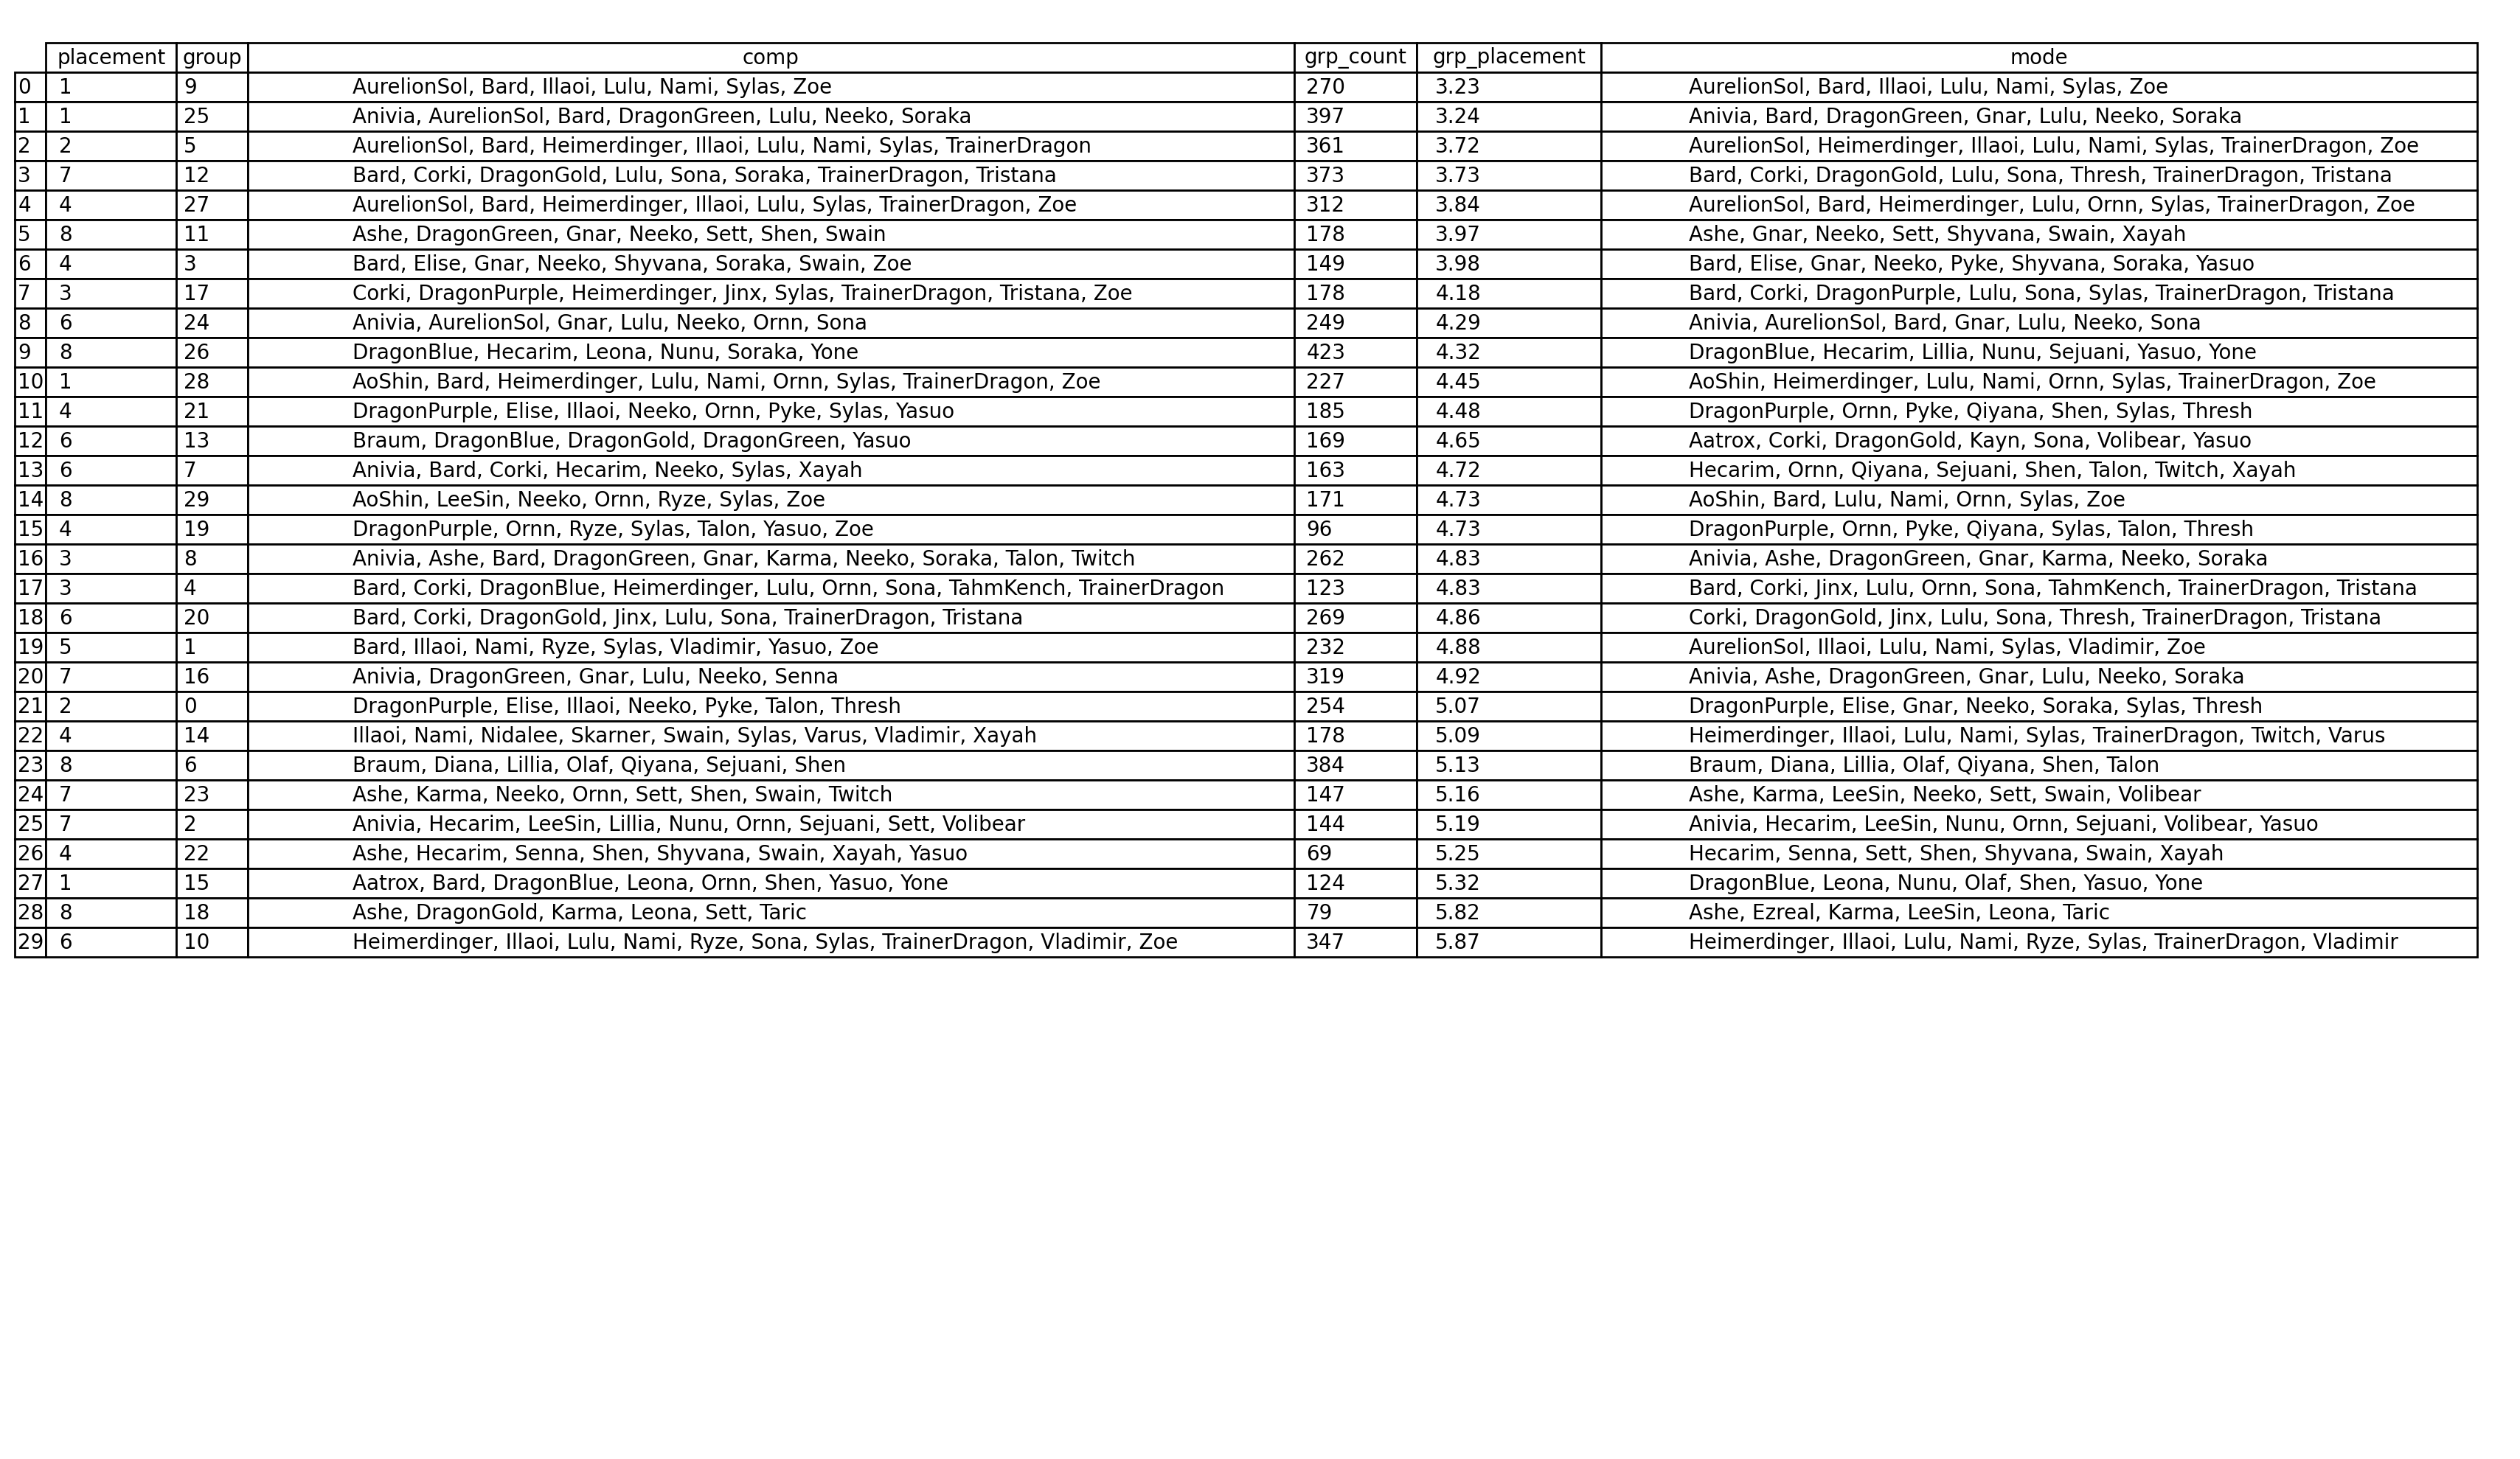 placement group comp grp_count grp_placement mode
0 1 9 AurelionSol, Bard, Illaoi, Lulu, Nami, Sylas, Zoe 270 3.23 AurelionSol, Bard, Illaoi, Lulu, Nami, Sylas, Zoe
1 1 25 Anivia, AurelionSol, Bard, DragonGreen, Lulu, Neeko, Soraka 397 3.24 Anivia, Bard, DragonGreen, Gnar, Lulu, Neeko, Soraka
2 2 5 AurelionSol, Bard, Heimerdinger, Illaoi, Lulu, Nami, Sylas, TrainerDragon 361 3.72 AurelionSol, Heimerdinger, Illaoi, Lulu, Nami, Sylas, TrainerDragon, Zoe
3 7 12 Bard, Corki, DragonGold, Lulu, Sona, Soraka, TrainerDragon, Tristana 373 3.73 Bard, Corki, DragonGold, Lulu, Sona, Thresh, TrainerDragon, Tristana
4 4 27 AurelionSol, Bard, Heimerdinger, Illaoi, Lulu, Sylas, TrainerDragon, Zoe 312 3.84 AurelionSol, Bard, Heimerdinger, Lulu, Ornn, Sylas, TrainerDragon, Zoe
5 8 11 Ashe, DragonGreen, Gnar, Neeko, Sett, Shen, Swain 178 3.97 Ashe, Gnar, Neeko, Sett, Shyvana, Swain, Xayah
6 4 3 Bard, Elise, Gnar, Neeko, Shyvana, Soraka, Swain, Zoe 149 3.98 Bard, Elise, Gnar, Neeko, Pyke, Shyvana, Soraka, Yasuo
7 3 17 Corki, DragonPurple, Heimerdinger, Jinx, Sylas, TrainerDragon, Tristana, Zoe 178 4.18 Bard, Corki, DragonPurple, Lulu, Sona, Sylas, TrainerDragon, Tristana
8 6 24 Anivia, AurelionSol, Gnar, Lulu, Neeko, Ornn, Sona 249 4.29 Anivia, AurelionSol, Bard, Gnar, Lulu, Neeko, Sona
9 8 26 DragonBlue, Hecarim, Leona, Nunu, Soraka, Yone 423 4.32 DragonBlue, Hecarim, Lillia, Nunu, Sejuani, Yasuo, Yone
10 1 28 AoShin, Bard, Heimerdinger, Lulu, Nami, Ornn, Sylas, TrainerDragon, Zoe 227 4.45 AoShin, Heimerdinger, Lulu, Nami, Ornn, Sylas, TrainerDragon, Zoe
11 4 21 DragonPurple, Elise, Illaoi, Neeko, Ornn, Pyke, Sylas, Yasuo 185 4.48 DragonPurple, Ornn, Pyke, Qiyana, Shen, Sylas, Thresh
12 6 13 Braum, DragonBlue, DragonGold, DragonGreen, Yasuo 169 4.65 Aatrox, Corki, DragonGold, Kayn, Sona, Volibear, Yasuo
13 6 7 Anivia, Bard, Corki, Hecarim, Neeko, Sylas, Xayah 163 4.72 Hecarim, Ornn, Qiyana, Sejuani, Shen, Talon, Twitch, Xayah
14 8 29 AoShin, LeeSin, Neeko, Ornn, Ryze, Sylas, Zoe 171 4.73 AoShin, Bard, Lulu, Nami, Ornn, Sylas, Zoe
15 4 19 DragonPurple, Ornn, Ryze, Sylas, Talon, Yasuo, Zoe 96 4.73 DragonPurple, Ornn, Pyke, Qiyana, Sylas, Talon, Thresh
16 3 8 Anivia, Ashe, Bard, DragonGreen, Gnar, Karma, Neeko, Soraka, Talon, Twitch 262 4.83 Anivia, Ashe, DragonGreen, Gnar, Karma, Neeko, Soraka
17 3 4 Bard, Corki, DragonBlue, Heimerdinger, Lulu, Ornn, Sona, TahmKench, TrainerDragon 123 4.83 Bard, Corki, Jinx, Lulu, Ornn, Sona, TahmKench, TrainerDragon, Tristana
18 6 20 Bard, Corki, DragonGold, Jinx, Lulu, Sona, TrainerDragon, Tristana 269 4.86 Corki, DragonGold, Jinx, Lulu, Sona, Thresh, TrainerDragon, Tristana
19 5 1 Bard, Illaoi, Nami, Ryze, Sylas, Vladimir, Yasuo, Zoe 232 4.88 AurelionSol, Illaoi, Lulu, Nami, Sylas, Vladimir, Zoe
20 7 16 Anivia, DragonGreen, Gnar, Lulu, Neeko, Senna 319 4.92 Anivia, Ashe, DragonGreen, Gnar, Lulu, Neeko, Soraka
21 2 0 DragonPurple, Elise, Illaoi, Neeko, Pyke, Talon, Thresh 254 5.07 DragonPurple, Elise, Gnar, Neeko, Soraka, Sylas, Thresh
22 4 14 Illaoi, Nami, Nidalee, Skarner, Swain, Sylas, Varus, Vladimir, Xayah 178 5.09 Heimerdinger, Illaoi, Lulu, Nami, Sylas, TrainerDragon, Twitch, Varus
23 8 6 Braum, Diana, Lillia, Olaf, Qiyana, Sejuani, Shen 384 5.13 Braum, Diana, Lillia, Olaf, Qiyana, Shen, Talon
24 7 23 Ashe, Karma, Neeko, Ornn, Sett, Shen, Swain, Twitch 147 5.16 Ashe, Karma, LeeSin, Neeko, Sett, Swain, Volibear
25 7 2 Anivia, Hecarim, LeeSin, Lillia, Nunu, Ornn, Sejuani, Sett, Volibear 144 5.19 Anivia, Hecarim, LeeSin, Nunu, Ornn, Sejuani, Volibear, Yasuo
26 4 22 Ashe, Hecarim, Senna, Shen, Shyvana, Swain, Xayah, Yasuo 69 5.25 Hecarim, Senna, Sett, Shen, Shyvana, Swain, Xayah
27 1 15 Aatrox, Bard, DragonBlue, Leona, Ornn, Shen, Yasuo, Yone 124 5.32 DragonBlue, Leona, Nunu, Olaf, Shen, Yasuo, Yone
28 8 18 Ashe, DragonGold, Karma, Leona, Sett, Taric 79 5.82 Ashe, Ezreal, Karma, LeeSin, Leona, Taric
29 6 10 Heimerdinger, Illaoi, Lulu, Nami, Ryze, Sona, Sylas, TrainerDragon, Vladimir, Zoe 347 5.87 Heimerdinger, Illaoi, Lulu, Nami, Ryze, Sylas, TrainerDragon, Vladimir